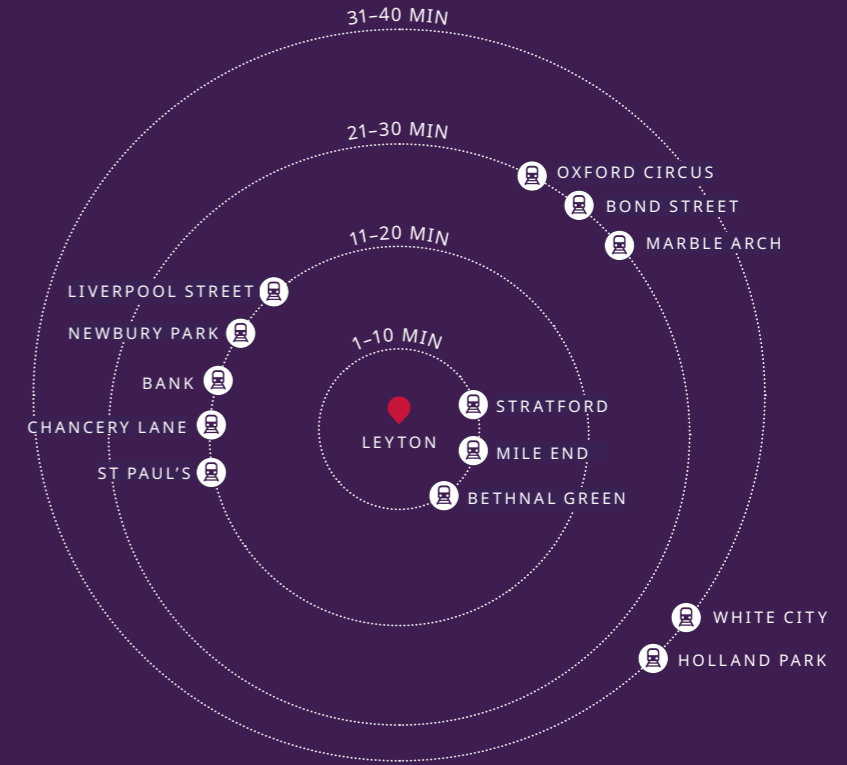 31–40 MIN
21–30 MIN
OXFORD CIRCUS
BOND STREET
11–20 MIN
MARBLE ARCH
LIVERPOOL STREET
NEWBURY PARK
1–10 MIN
BANK
STRATFORD
CHANCERY LANE
LEYTON
MILE END
ST PAUL’S
BETHNAL GREEN
WHITE CITY
HOLLAND PARK